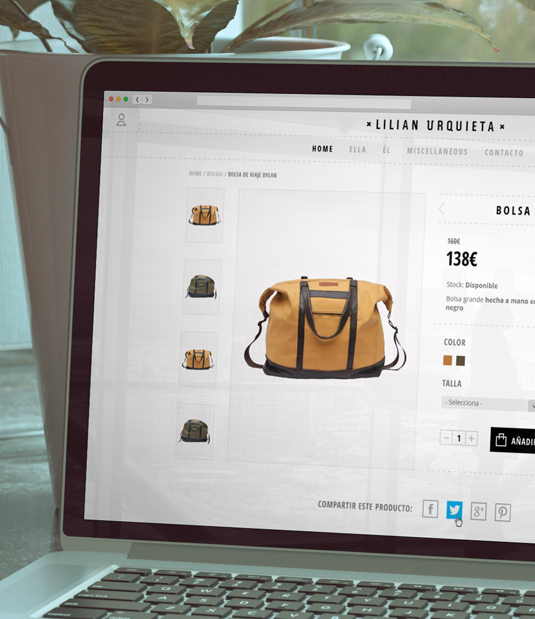 LILIAN URQUIETA
HOME ELLA ÉL MISCELLANEOUS CONTACTO
HOME / BOLSOS / BOLSA DE VIAJE DYLAN
BOLSA
160€
138€
Stock: Disponible
Bolsa grande hecha a mano en
negro
COLOR
TALLA
- Selecciona -
− 1 +
AÑADI
COMPARTIR ESTE PRODUCTO: f g+